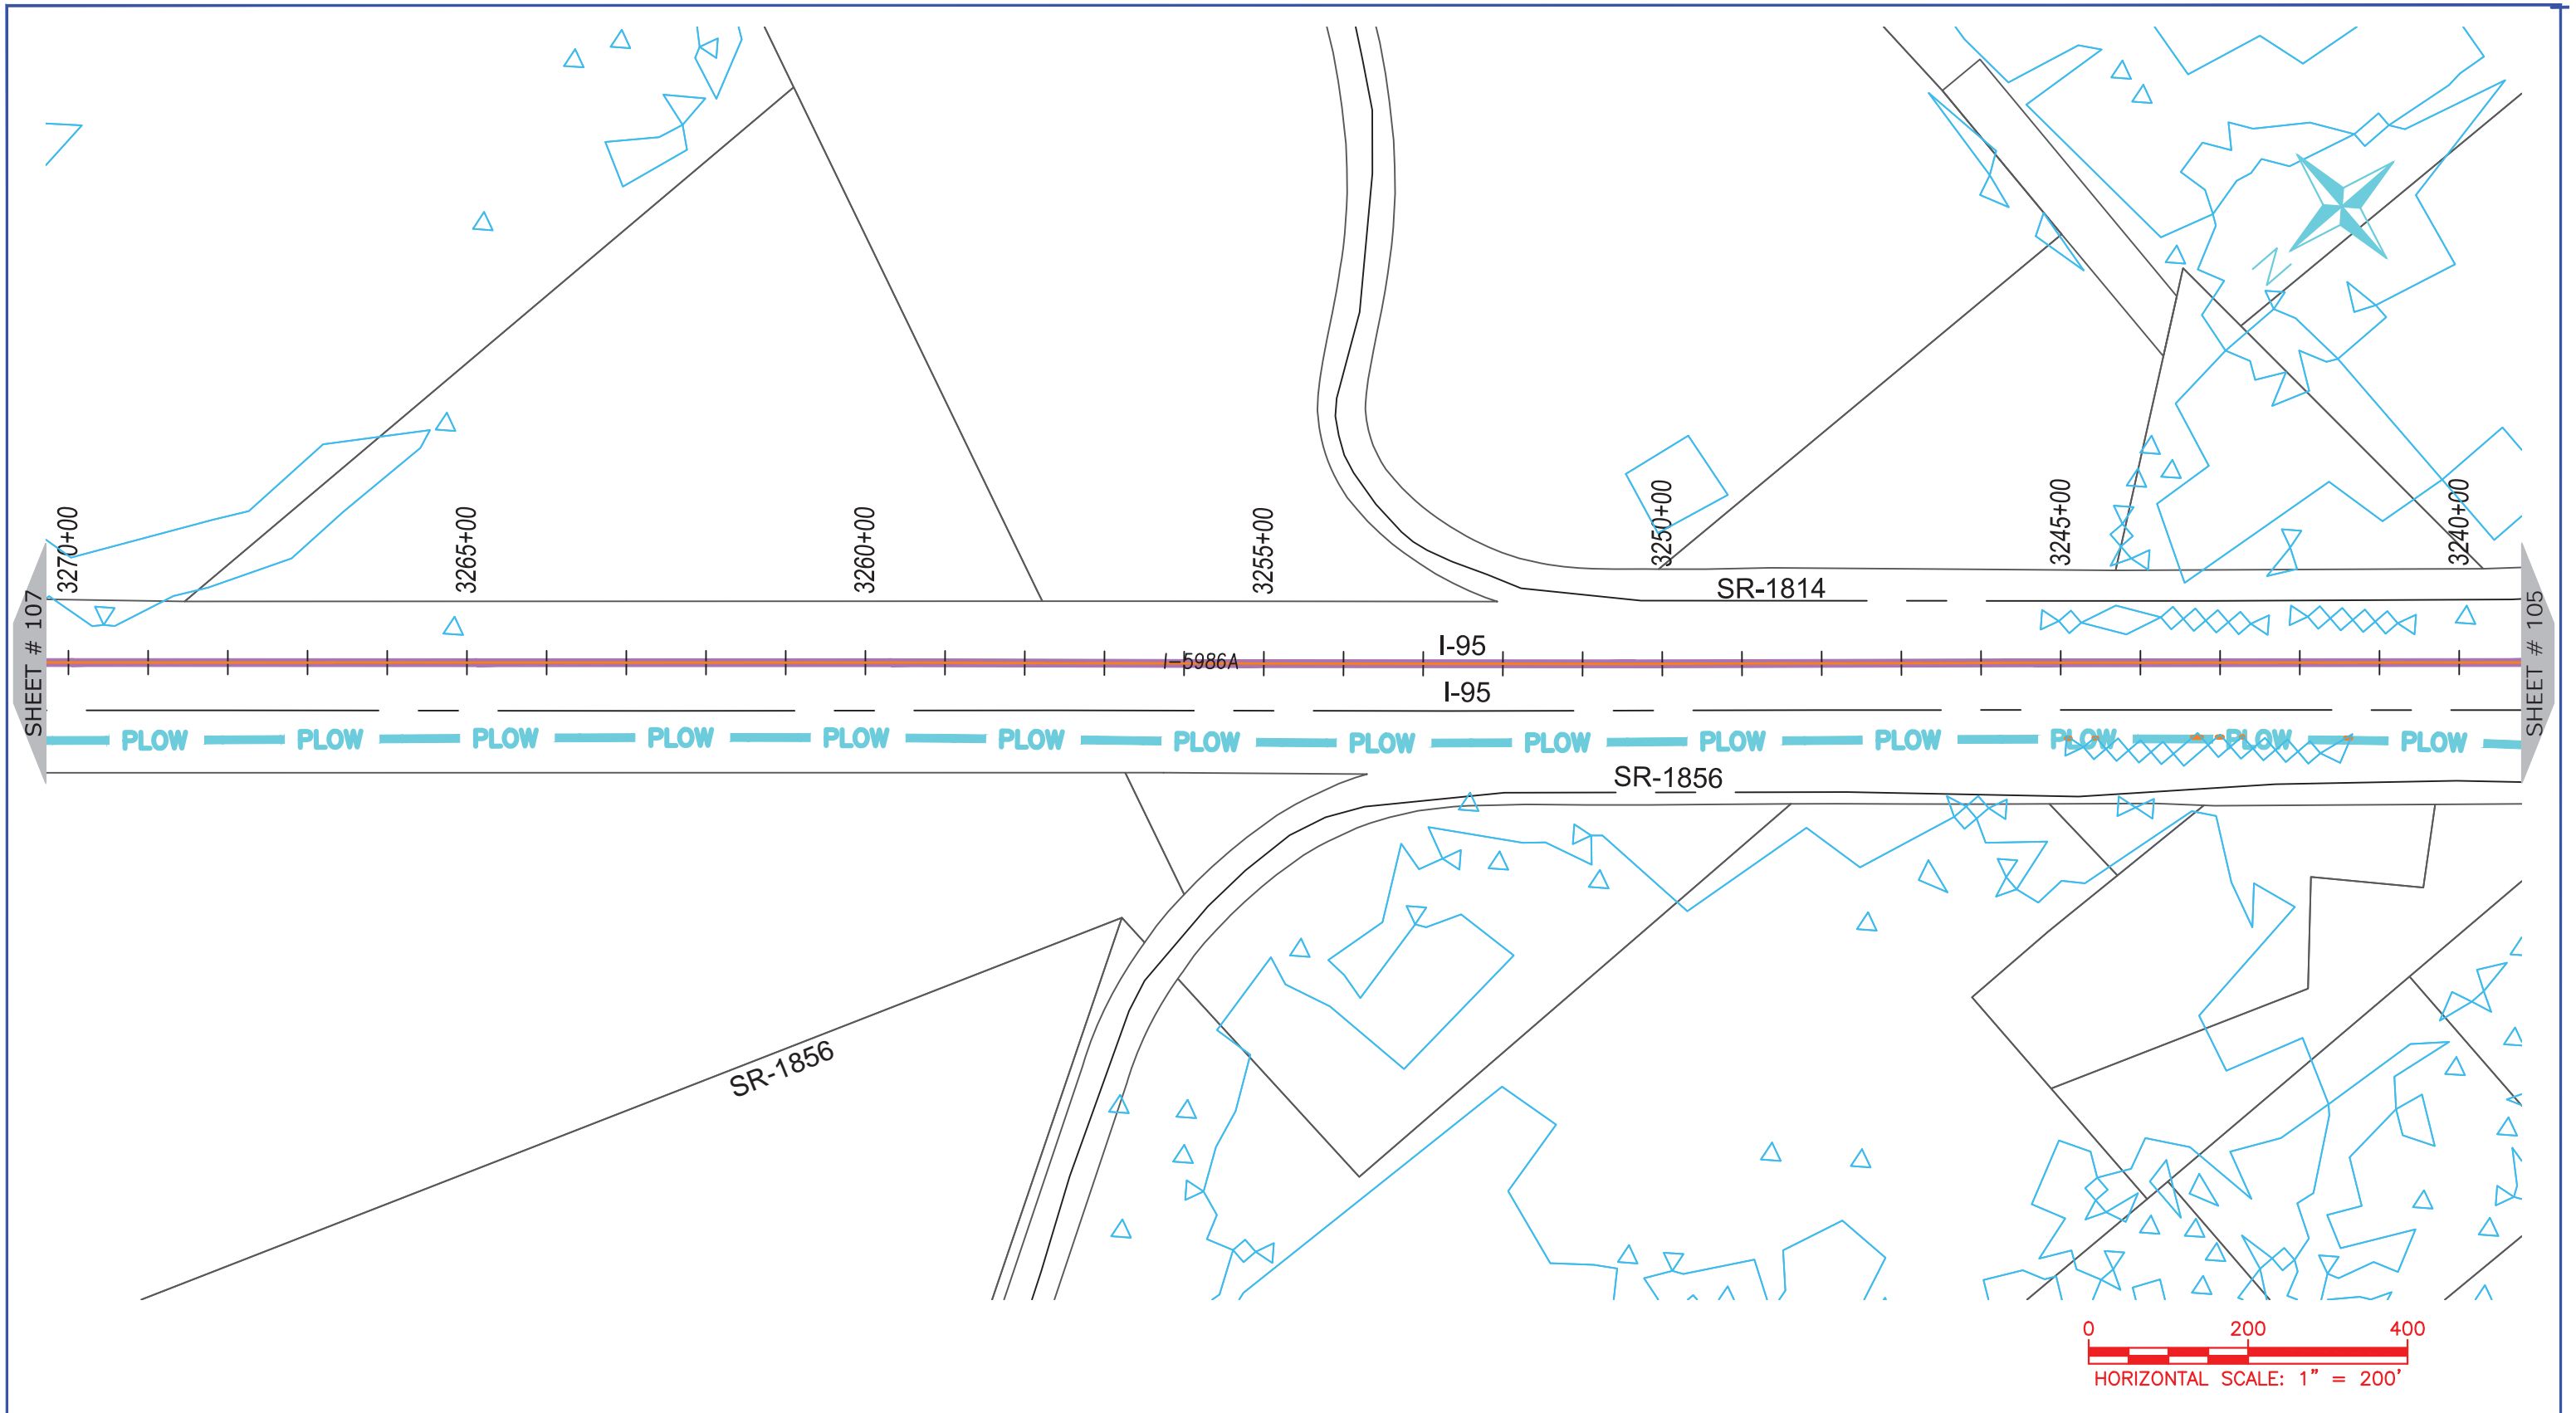 N
3270+00
3265+00
3260+00
3255+00
3250+00
3245+00
3240+00
SHEET # 107
SHEET # 105
SR-1814
I-95
I-5986A
I-95
PLOW PLOW PLOW PLOW PLOW PLOW PLOW PLOW PLOW PLOW PLOW PLOW PLOW PLOW
SR-1856
SR-1856
0 200 400
HORIZONTAL SCALE: 1" = 200'